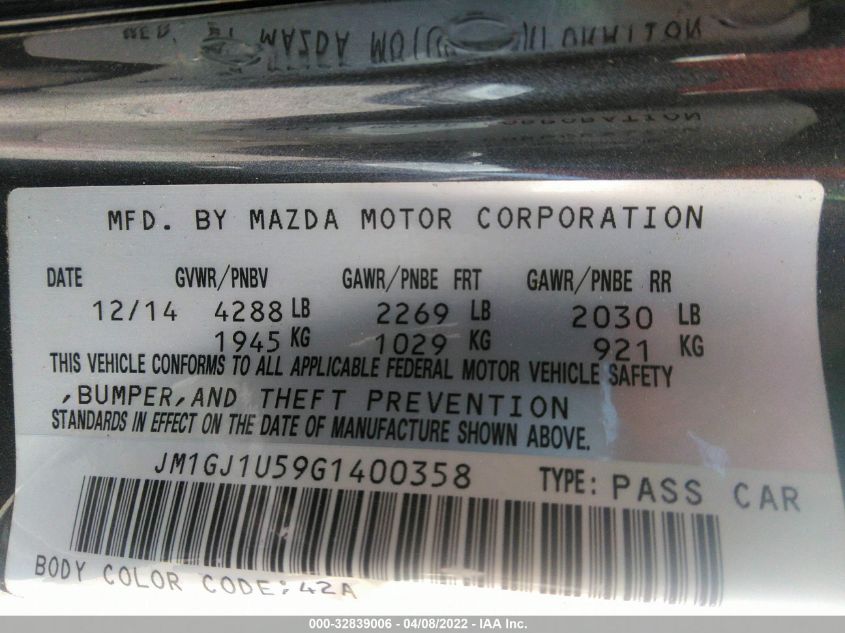 MFD. BY MAZDA MOTOR CORPORATION
DATE GVWR/PNBV GAWR/PNBE FRT GAWR/PNBE RR
12/14 4288 LB 2269 LB 2030 LB
1945 KG 1029 KG 921 KG
THIS VEHICLE CONFORMS TO ALL APPLICABLE FEDERAL MOTOR VEHICLE SAFETY
,BUMPER,AND THEFT PREVENTION
STANDARDS IN EFFECT ON THE DATE OF MANUFACTURE SHOWN ABOVE.
JM1GJ1U59G1400358 TYPE: PASS CAR
BODY COLOR CODE:42A
000-32839006 - 04/08/2022 - IAA Inc.